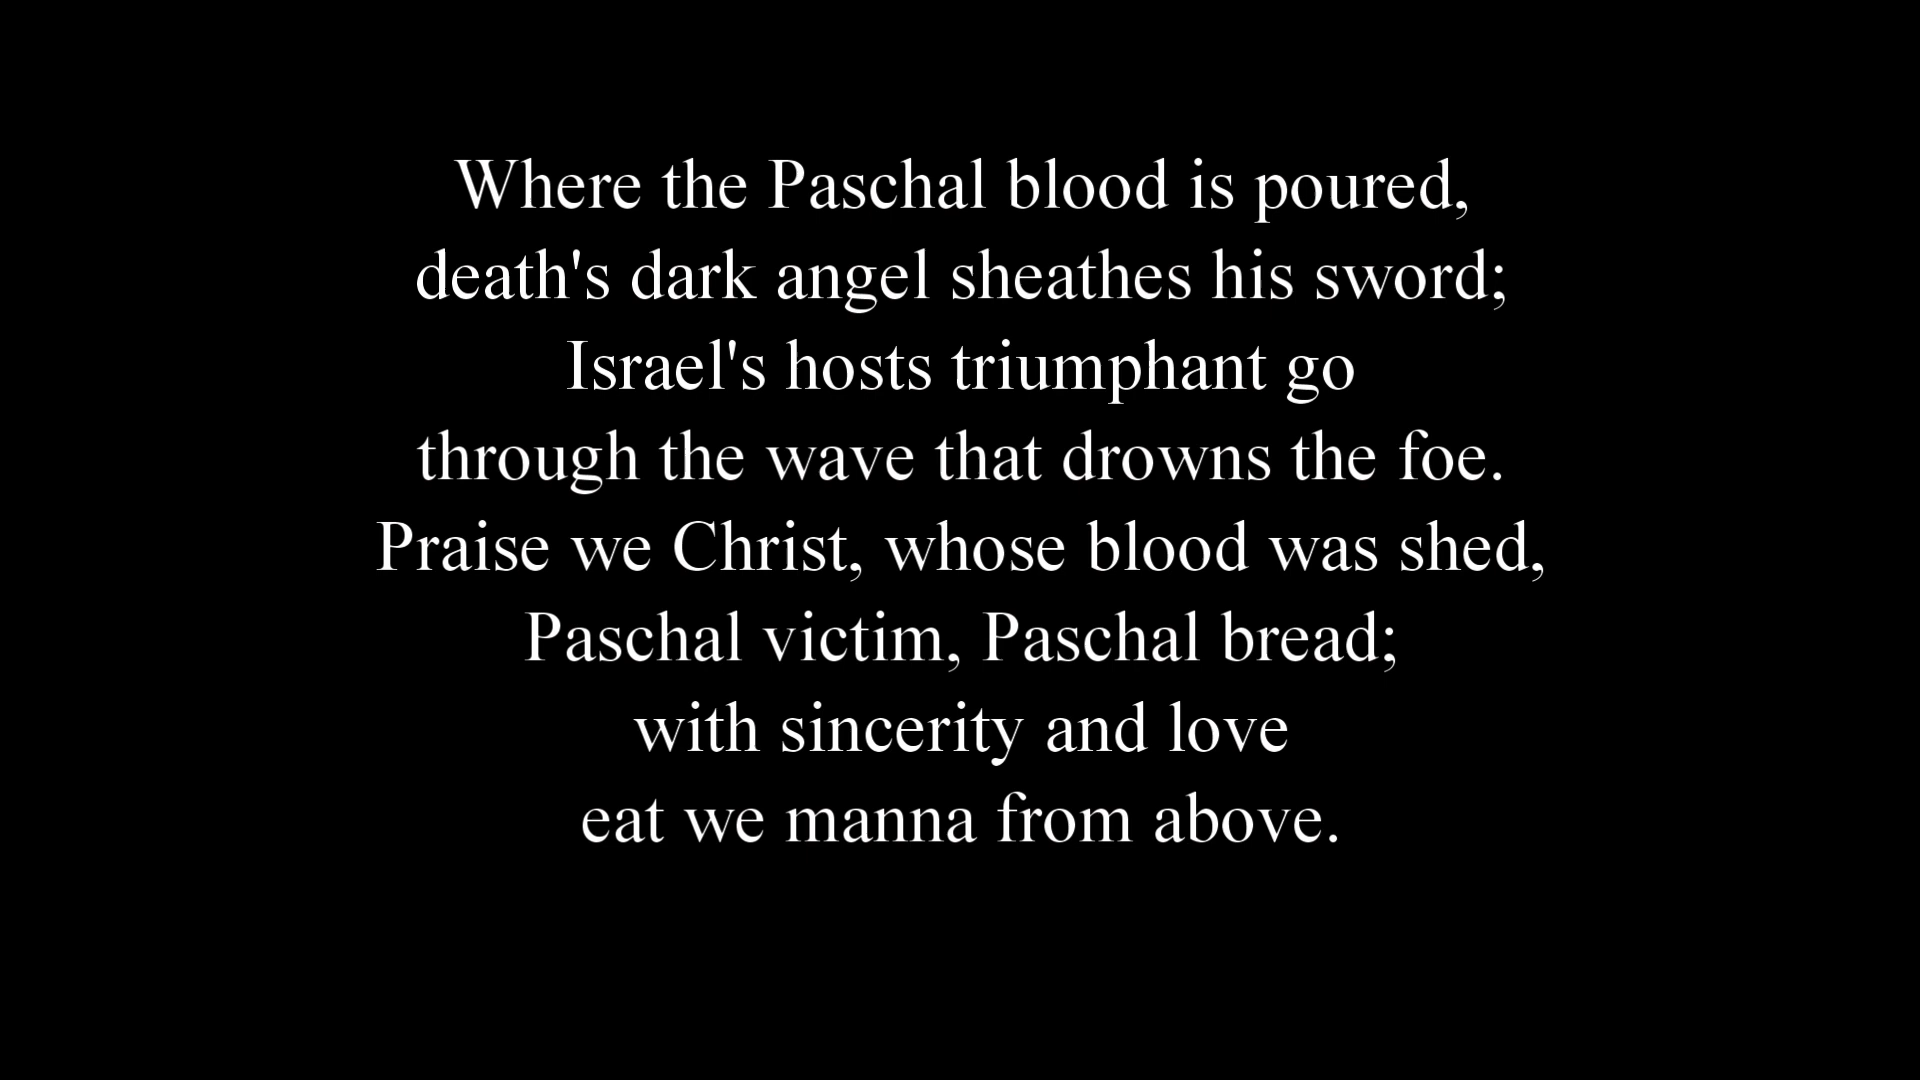 Where the Paschal blood is poured,
death's dark angel sheathes his sword;
Israel's hosts triumphant go
through the wave that drowns the foe.
Praise we Christ, whose blood was shed,
Paschal victim, Paschal bread;
with sincerity and love
eat we manna from above.